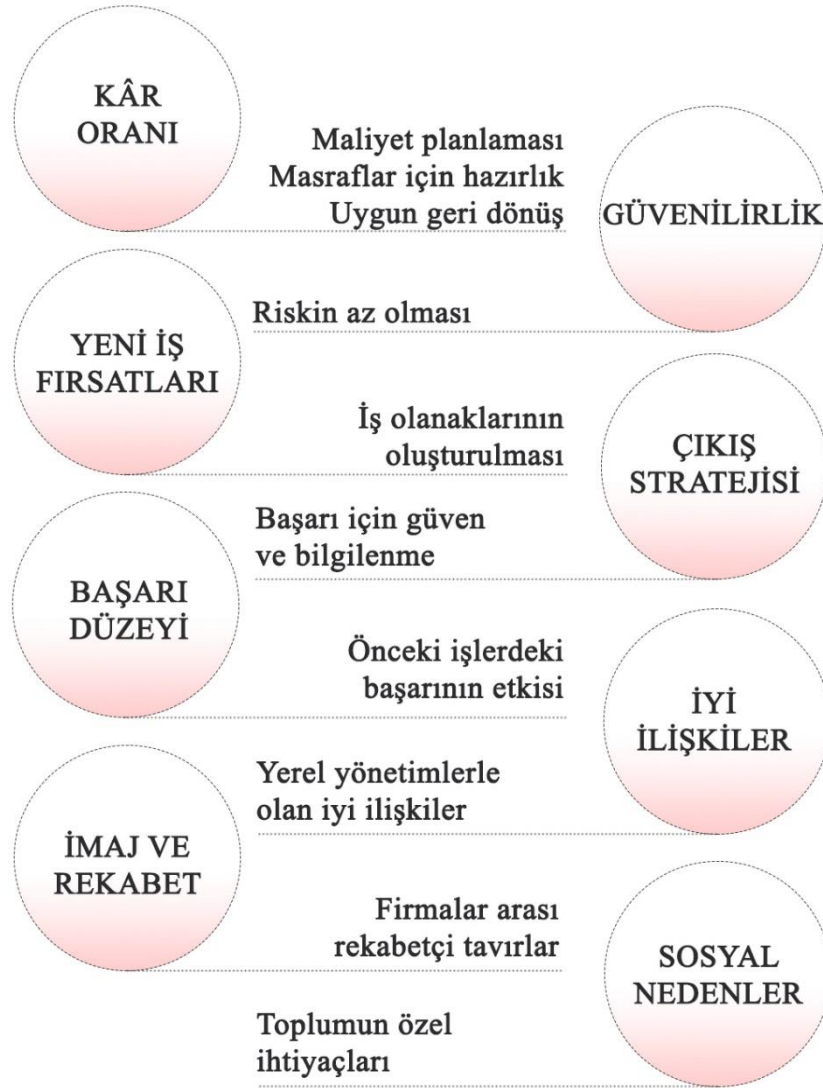 KÂR
ORANI
Maliyet planlaması
Masraflar için hazırlık
Uygun geri dönüş
GÜVENİLİRLİK
Riskin az olması
YENİ İŞ
FIRSATLARI
İş olanaklarının
oluşturulması
ÇIKIŞ
STRATEJİSİ
Başarı için güven
ve bilgilenme
BAŞARI
DÜZEYİ
Önceki işlerdeki
başarının etkisi
İYİ
İLİŞKİLER
Yerel yönetimlerle
olan iyi ilişkiler
İMAJ VE
REKABET
Firmalar arası
rekabetçi tavırlar
SOSYAL
NEDENLER
Toplumun özel
ihtiyaçları